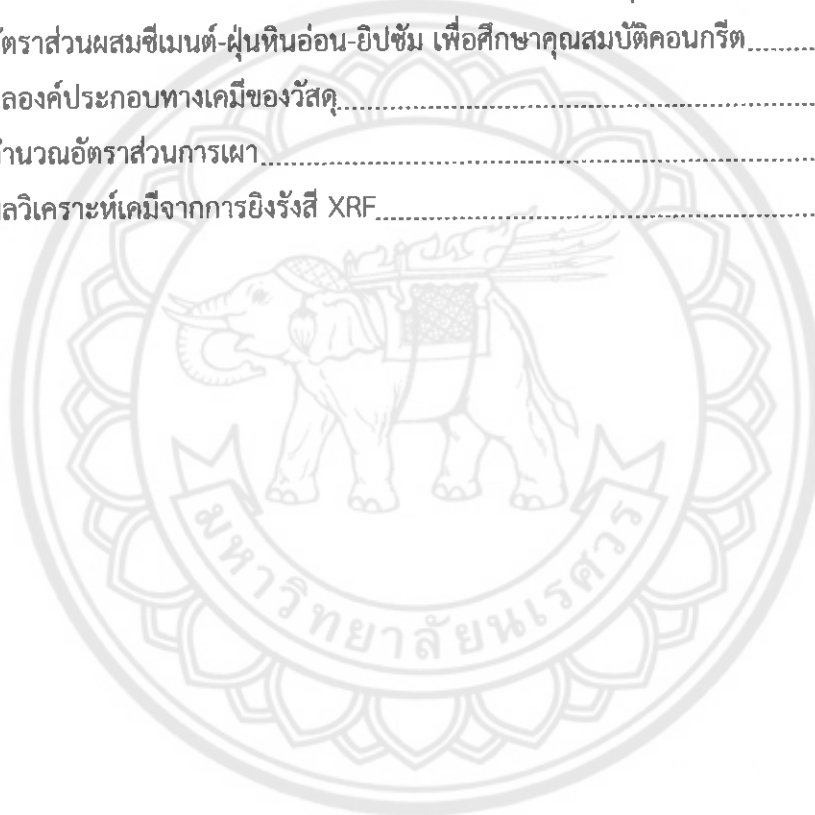 อัตราส่วนผสมซีเมนต์-ฝุ่นหินอ่อน-ยิปซัม เพื่อศึกษาคุณสมบัติคอนกรีต
ลองค์ประกอบทางเคมีของวัสดุ
คำนวณอัตราส่วนการเผา
ผลวิเคราะห์เคมีจากการยิงรังสี XRF
มหาวิทยาลัยนเรศวร